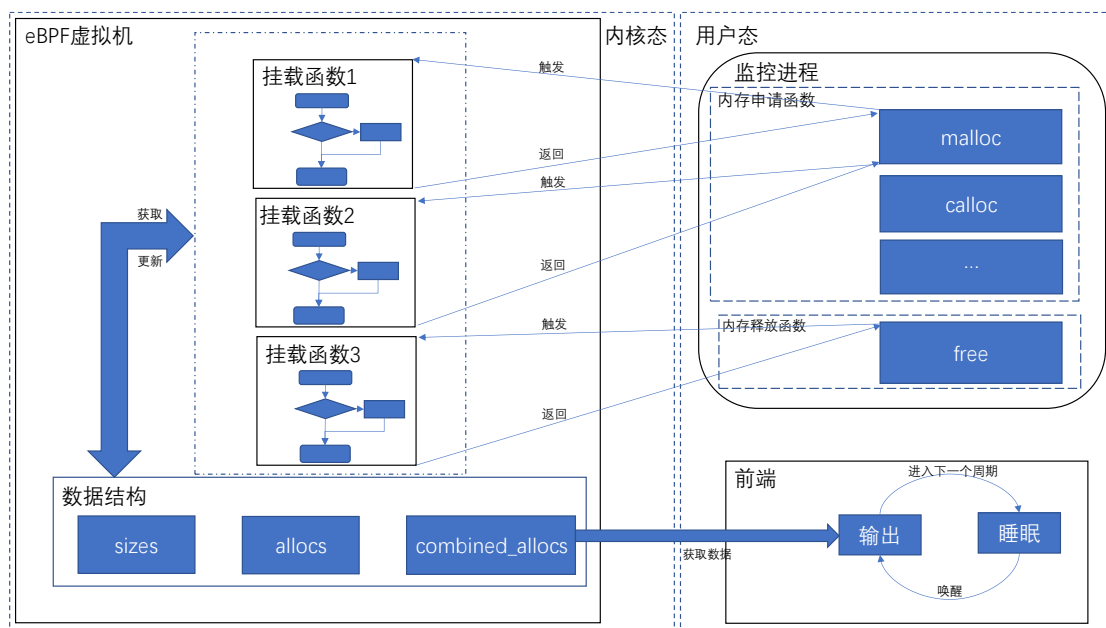 eBPF虚拟机
内核态
用户态
挂载函数1
触发
返回
挂载函数2
触发
返回
挂载函数3
触发
返回
获取
更新
监控进程
内存申请函数
malloc
calloc
...
内存释放函数
free
数据结构
sizes
allocs
combined_allocs
获取数据
前端
进入下一个周期
输出
睡眠
唤醒